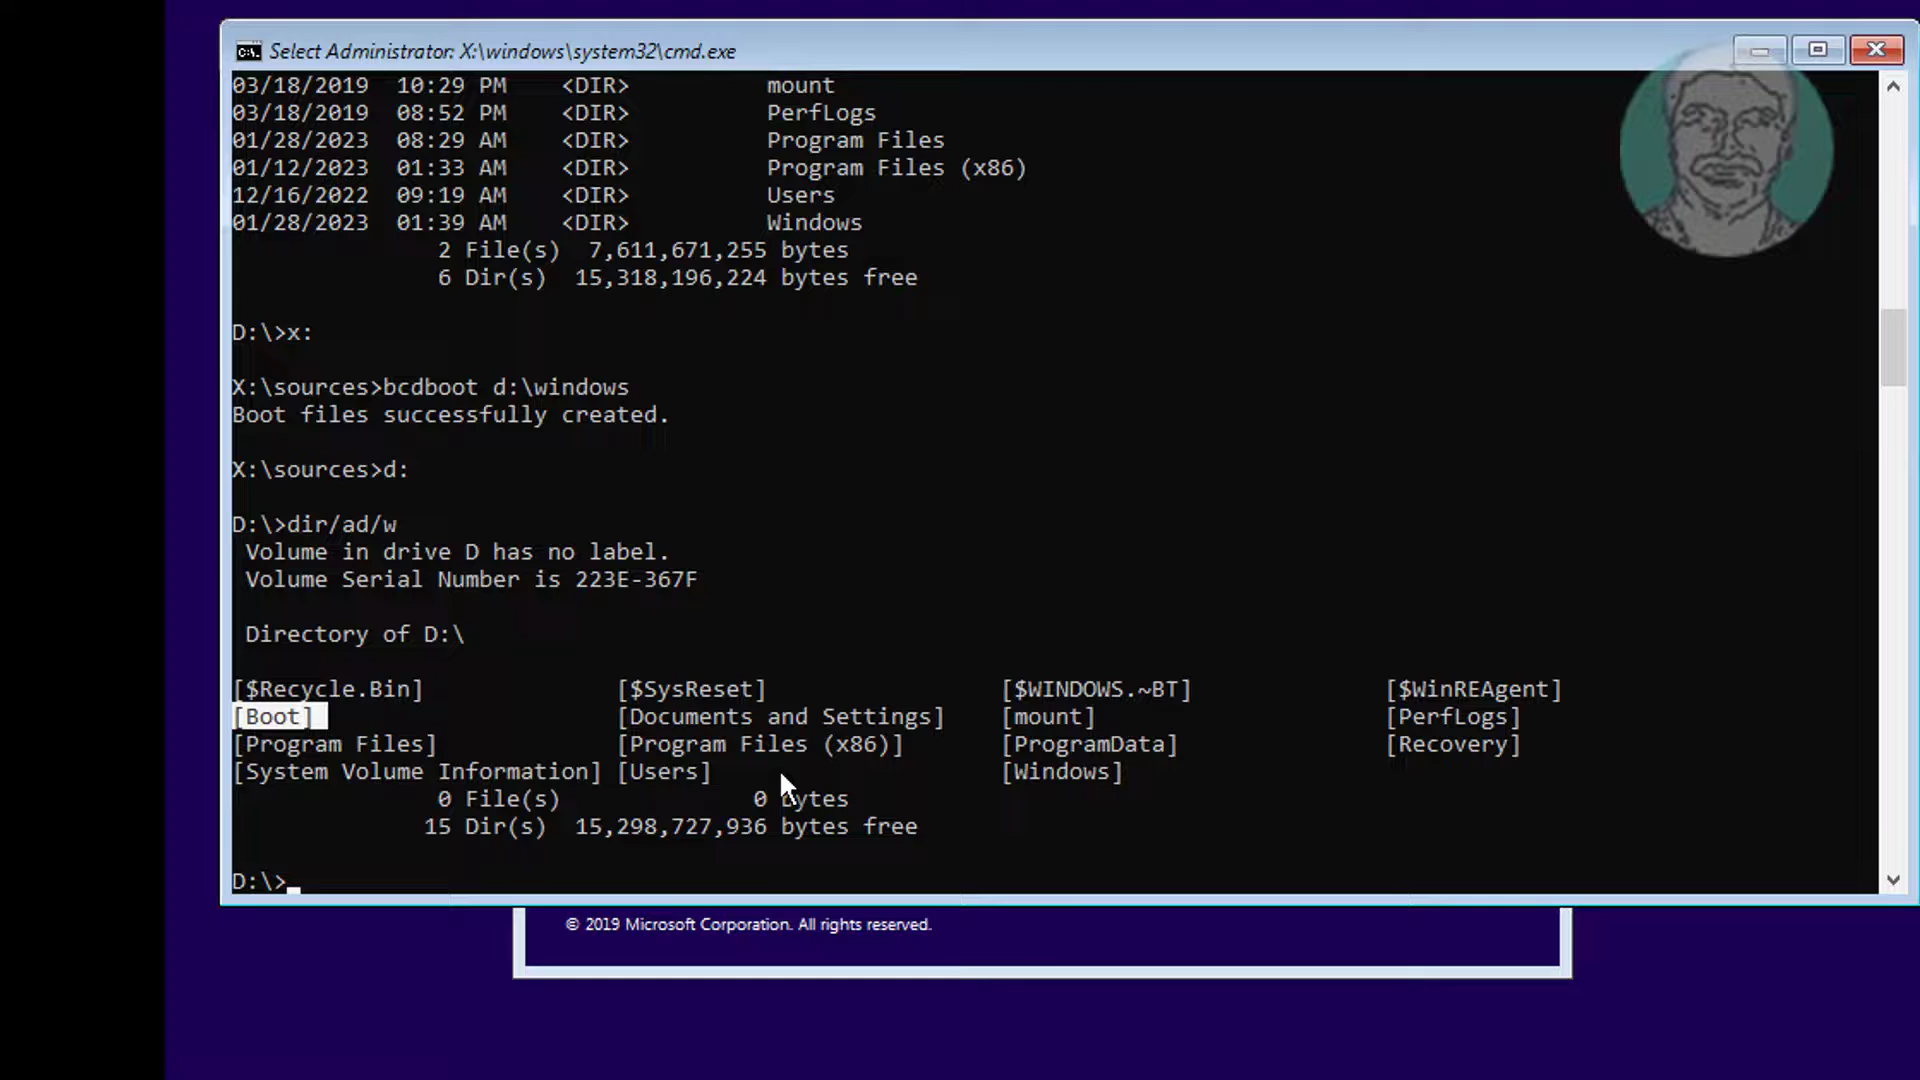 Select Administrator: X:\windows\system32\cmd.exe
03/18/2019  10:29 PM    <DIR>          mount
03/18/2019  08:52 PM    <DIR>          PerfLogs
01/28/2023  08:29 AM    <DIR>          Program Files
01/12/2023  01:33 AM    <DIR>          Program Files (x86)
12/16/2022  09:19 AM    <DIR>          Users
01/28/2023  01:39 AM    <DIR>          Windows
               2 File(s)  7,611,671,255 bytes
               6 Dir(s)  15,318,196,224 bytes free
D:\>x:
X:\sources>bcdboot d:\windows
Boot files successfully created.
X:\sources>d:
D:\>dir/ad/w
 Volume in drive D has no label.
 Volume Serial Number is 223E-367F
 Directory of D:\
[$Recycle.Bin]              [$SysReset]                 [$WINDOWS.~BT]              [$WinREAgent]
[Boot]                      [Documents and Settings]    [mount]                     [PerfLogs]
[Program Files]             [Program Files (x86)]       [ProgramData]               [Recovery]
[System Volume Information] [Users]                     [Windows]
               0 File(s)              0 bytes
              15 Dir(s)  15,298,727,936 bytes free
D:\>
© 2019 Microsoft Corporation. All rights reserved.